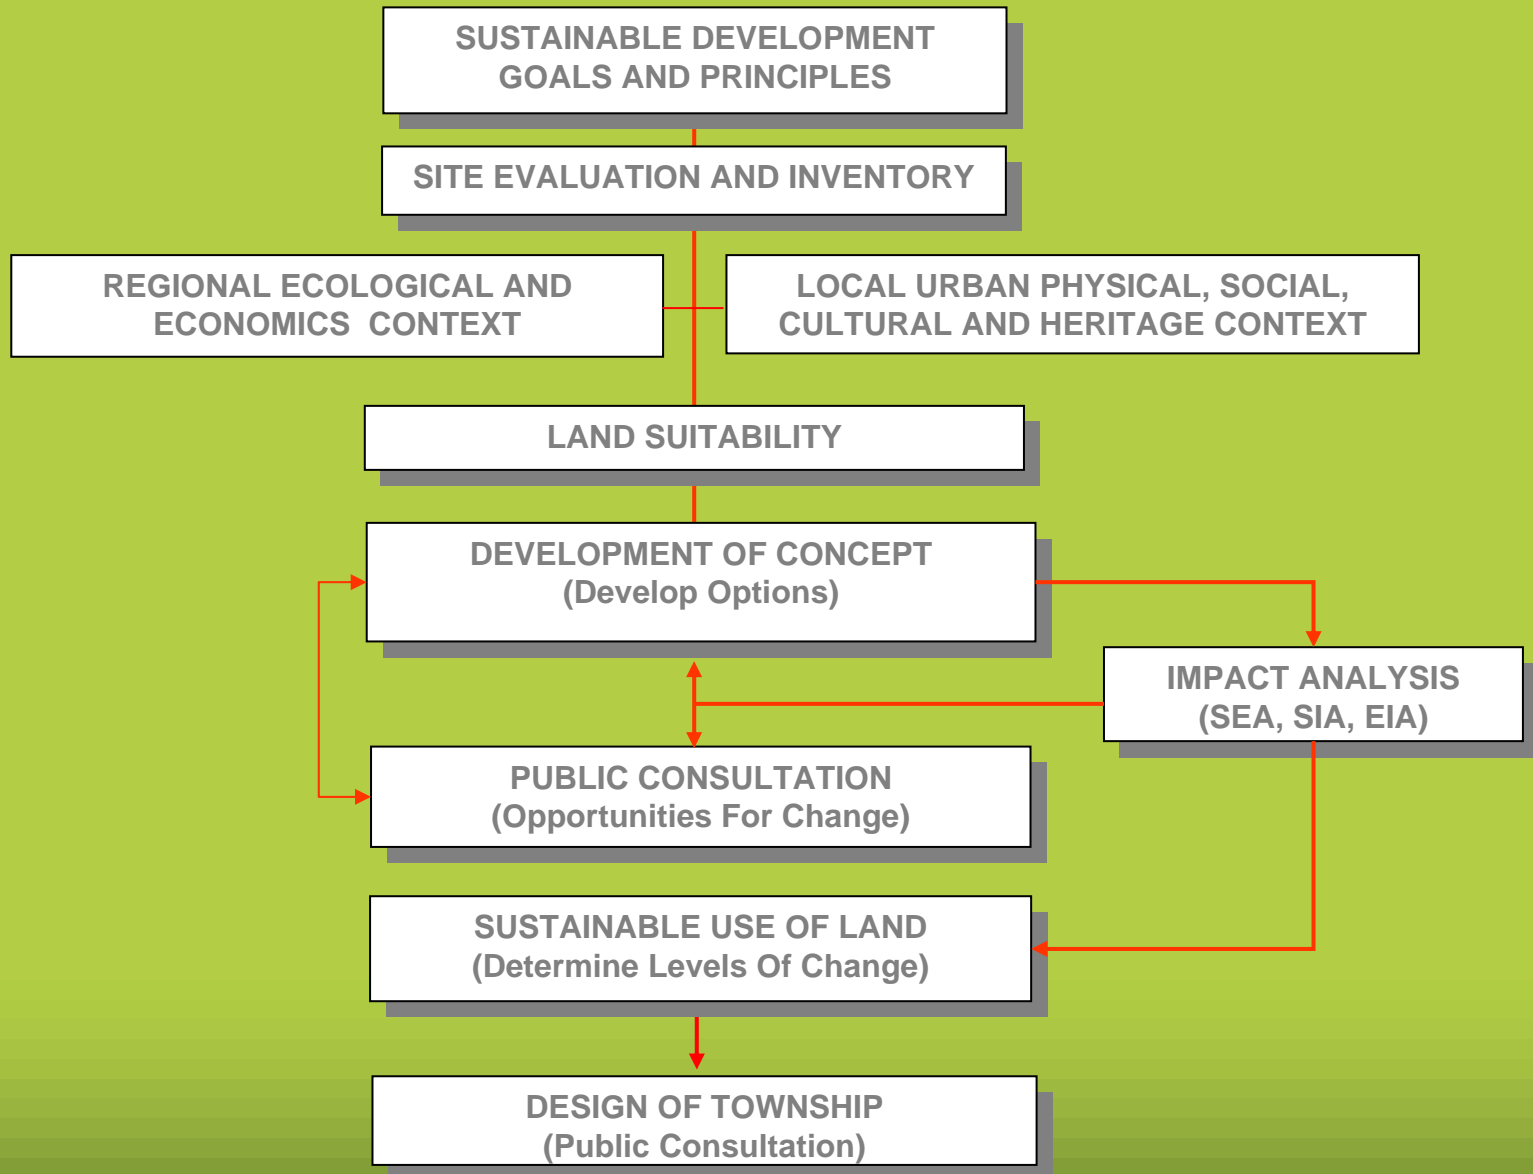 SUSTAINABLE DEVELOPMENT
GOALS AND PRINCIPLES
SITE EVALUATION AND INVENTORY
REGIONAL ECOLOGICAL AND
ECONOMICS CONTEXT
LOCAL URBAN PHYSICAL, SOCIAL,
CULTURAL AND HERITAGE CONTEXT
LAND SUITABILITY
DEVELOPMENT OF CONCEPT
(Develop Options)
IMPACT ANALYSIS
(SEA, SIA, EIA)
PUBLIC CONSULTATION
(Opportunities For Change)
SUSTAINABLE USE OF LAND
(Determine Levels Of Change)
DESIGN OF TOWNSHIP
(Public Consultation)